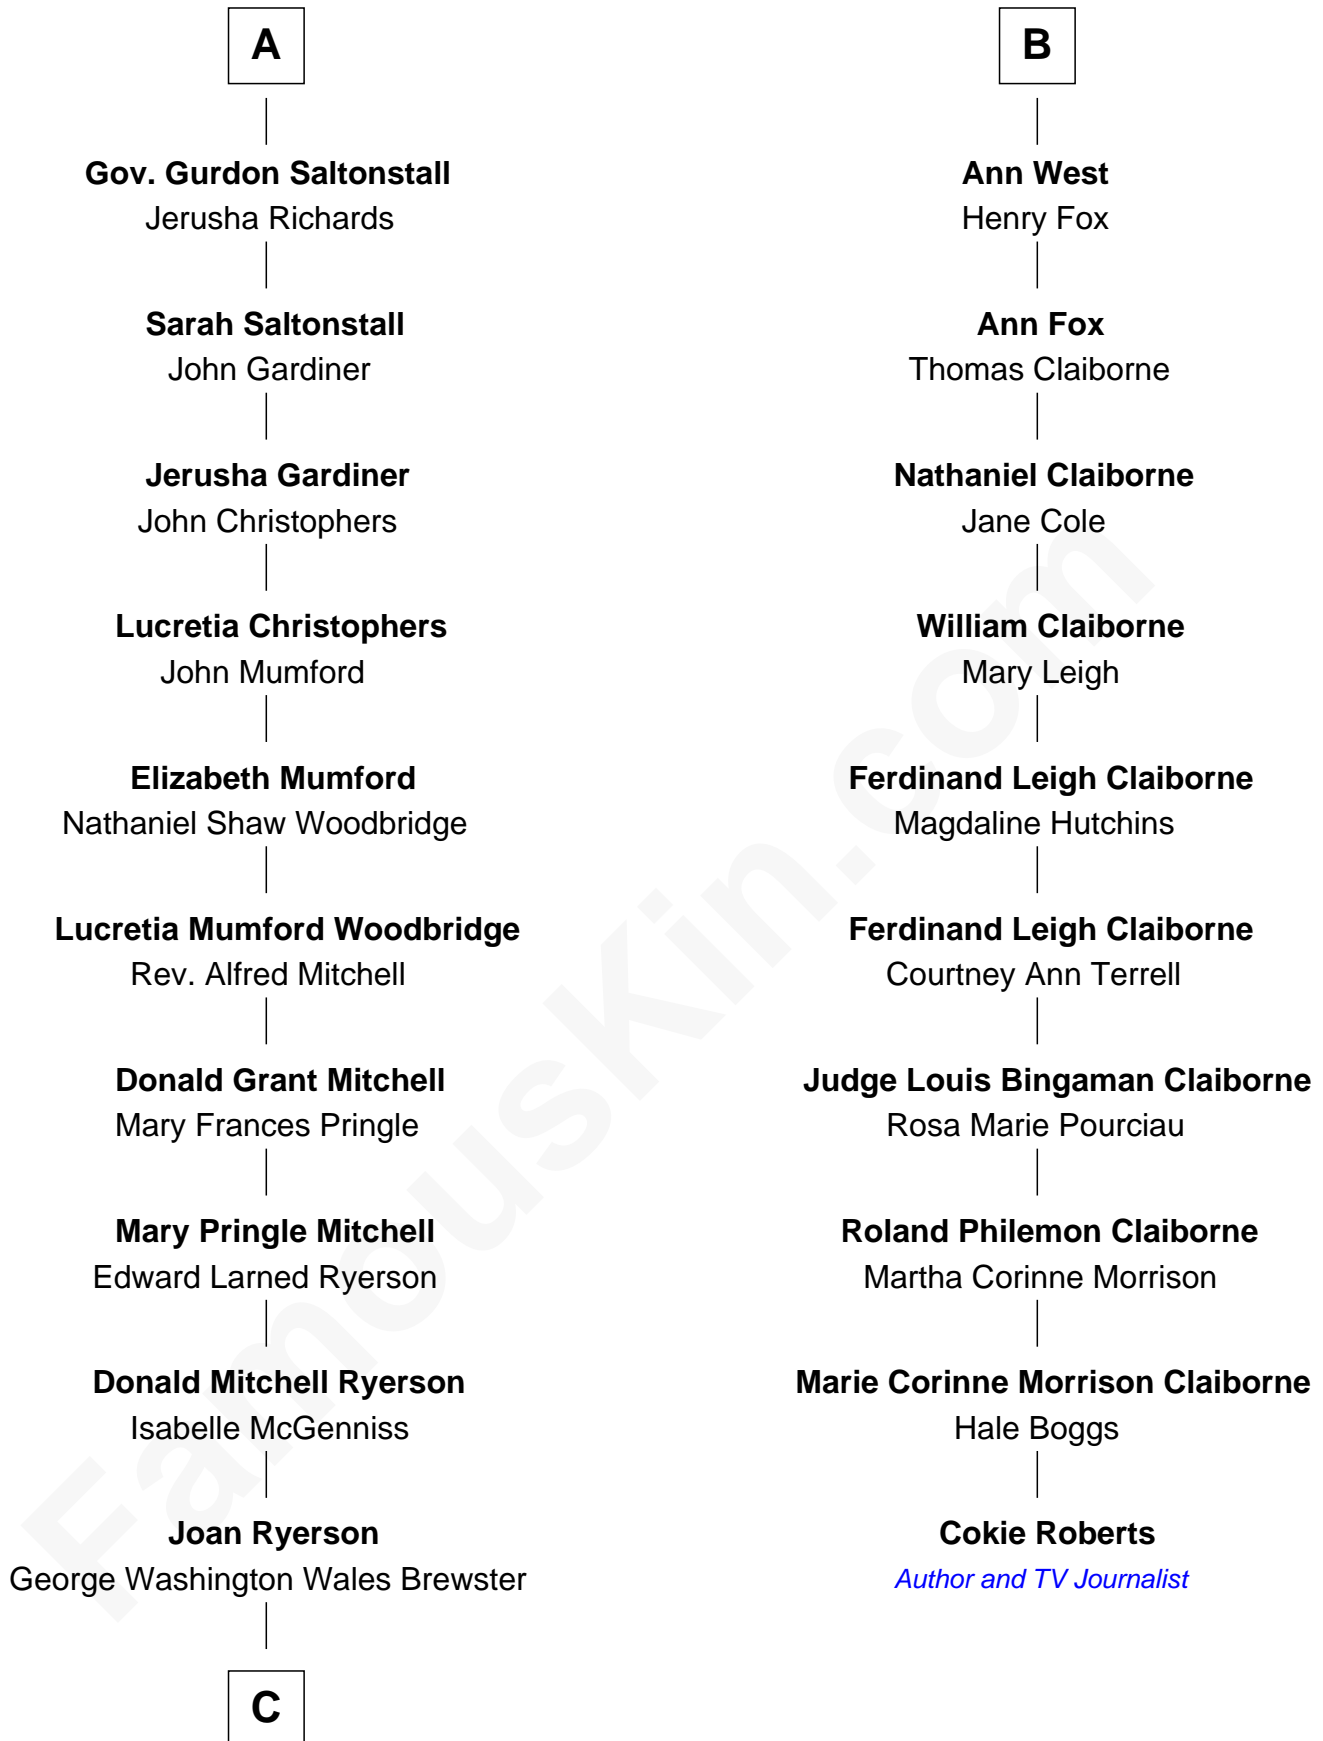 A
Gov. Gurdon Saltonstall
Jerusha Richards
Sarah Saltonstall
John Gardiner
Jerusha Gardiner
John Christophers
Lucretia Christophers
John Mumford
Elizabeth Mumford
Nathaniel Shaw Woodbridge
Lucretia Mumford Woodbridge
Rev. Alfred Mitchell
Donald Grant Mitchell
Mary Frances Pringle
Mary Pringle Mitchell
Edward Larned Ryerson
Donald Mitchell Ryerson
Isabelle McGenniss
Joan Ryerson
George Washington Wales Brewster
C
B
Ann West
Henry Fox
Ann Fox
Thomas Claiborne
Nathaniel Claiborne
Jane Cole
William Claiborne
Mary Leigh
Ferdinand Leigh Claiborne
Magdaline Hutchins
Ferdinand Leigh Claiborne
Courtney Ann Terrell
Judge Louis Bingaman Claiborne
Rosa Marie Pourciau
Roland Philemon Claiborne
Martha Corinne Morrison
Marie Corinne Morrison Claiborne
Hale Boggs
Cokie Roberts
Author and TV Journalist
FamousKin.com